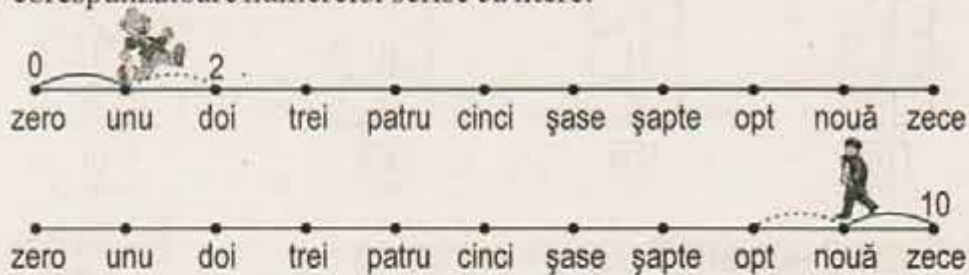 corespunzătoare numerelor scrise cu litere.
0 2
zero unu doi trei patru cinci şase şapte opt nouă zece
10
zero unu doi trei patru cinci şase şapte opt nouă zece